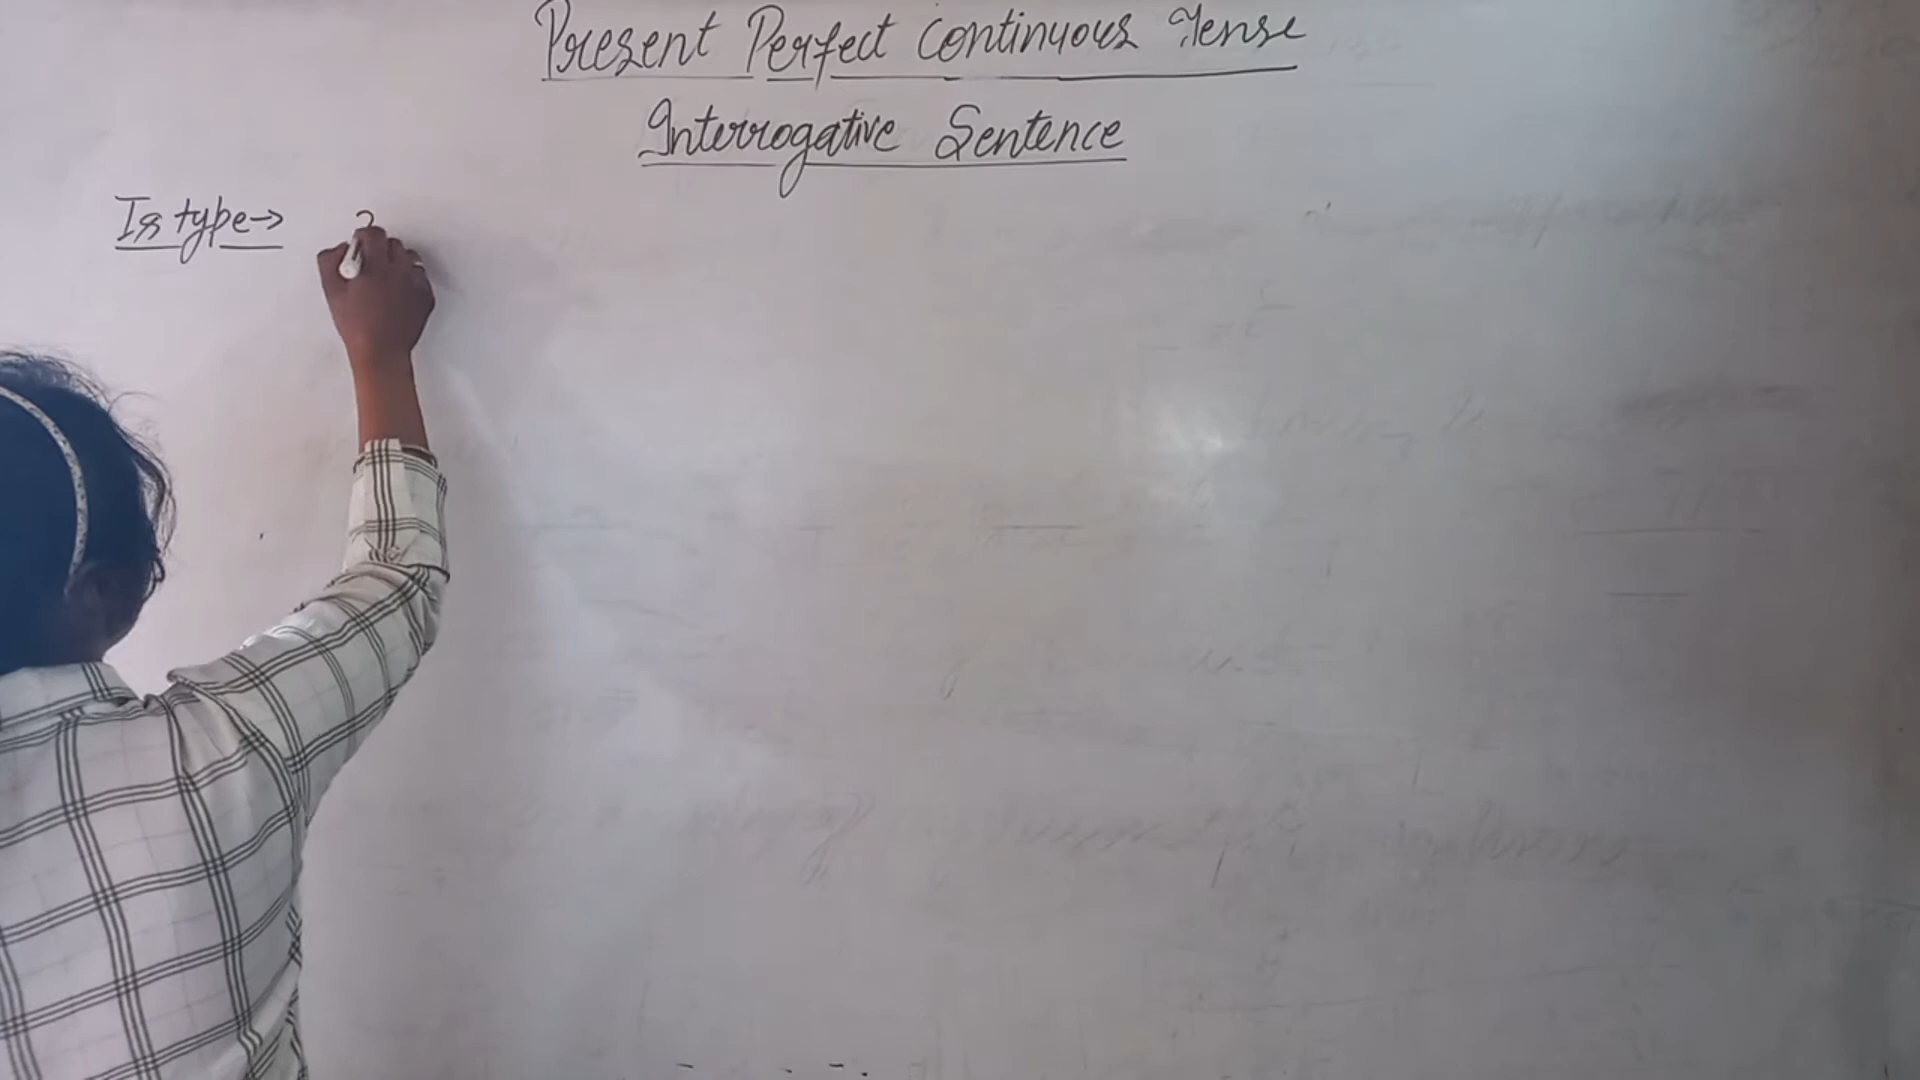 Present Perfect Continuous Tense
Interrogative Sentence
Is type→